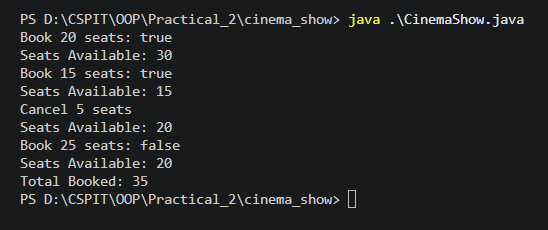 PS D:\CSPIT\OOP\Practical_2\cinema_show> java .\CinemaShow.java
Book 20 seats: true
Seats Available: 30
Book 15 seats: true
Seats Available: 15
Cancel 5 seats
Seats Available: 20
Book 25 seats: false
Seats Available: 20
Total Booked: 35
PS D:\CSPIT\OOP\Practical_2\cinema_show>